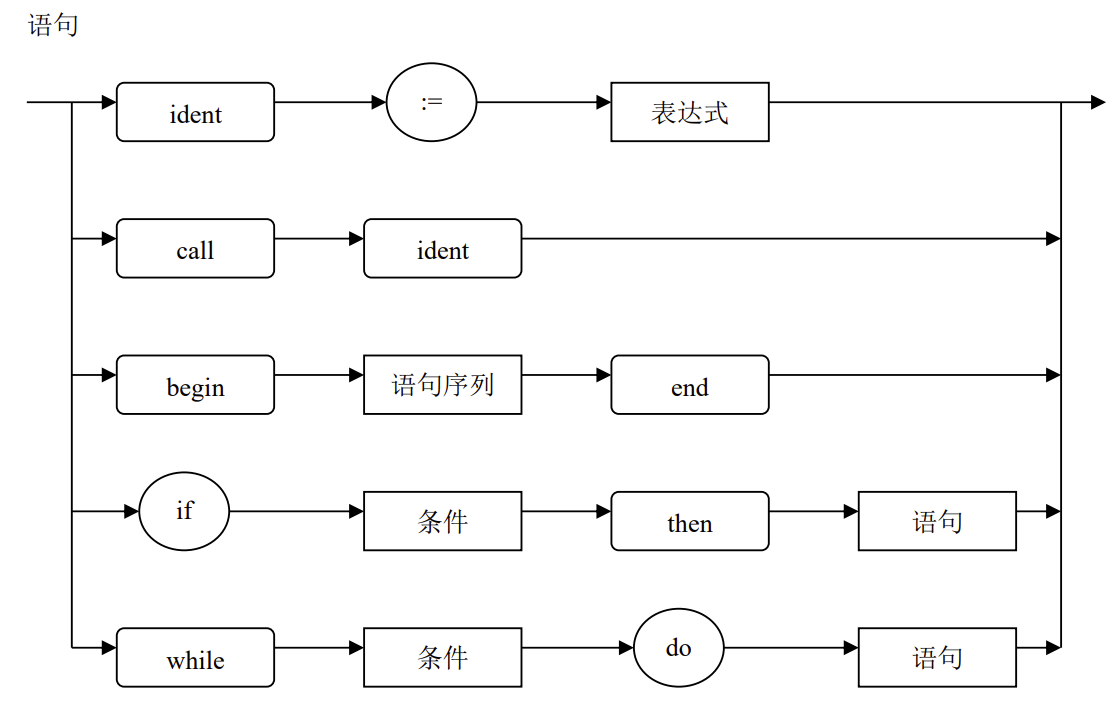 语句
ident := 表达式
call ident
begin 语句序列 end
if 条件 then 语句
while 条件 do 语句